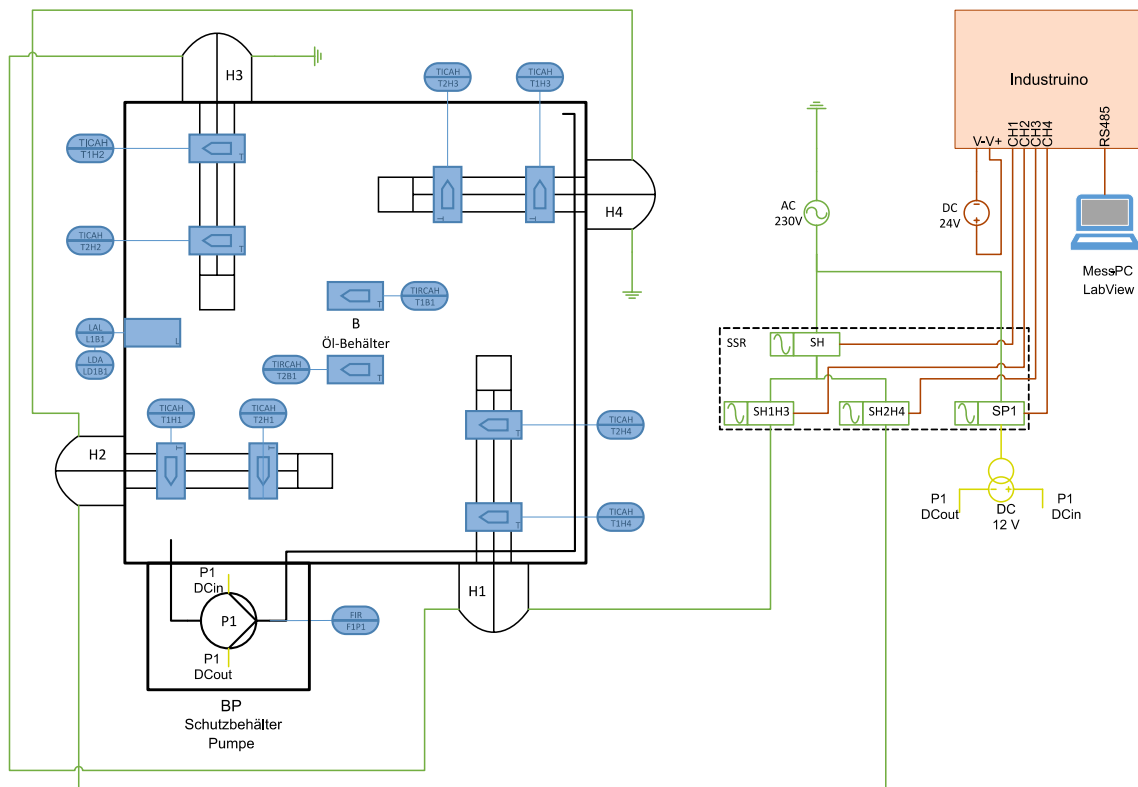 Industruino
V-
V+
CH1
CH2
CH3
CH4
RS485
H3
TICAH
T2H3
TICAH
T1H3
TICAH
T1H2
H4
TICAH
T2H2
AC
230V
DC
24V
MessPC
LabView
TIRCAH
T1B1
B
Öl-Behälter
TIRCAH
T2B1
LAL
L1B1
LDA
LD1B1
L
T
T
T
T
T
T
T
T
T
T
SSR
SH
SH1H3
SH2H4
SP1
TICAH
T1H1
TICAH
T2H1
H2
TICAH
T2H4
TICAH
T1H4
P1
DCout
DC
12 V
P1
DCin
H1
P1
DCin
P1
FIR
F1P1
P1
DCout
BP
Schutzbehälter
Pumpe